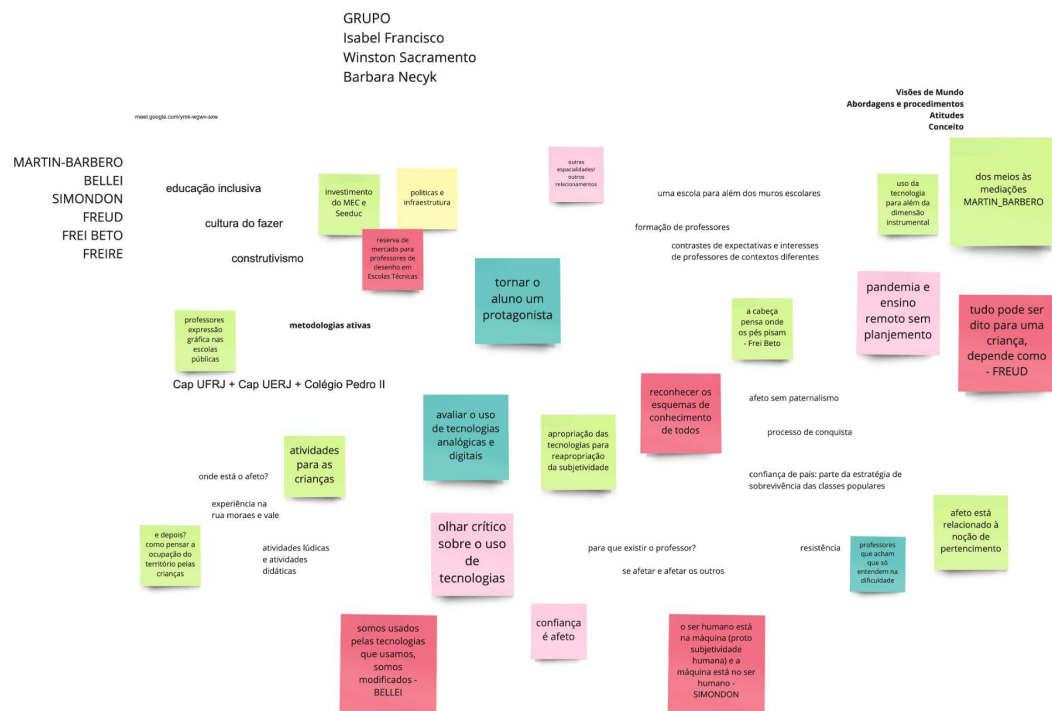 GRUPO
Isabel Francisco
Winston Sacramento
Barbara Necyk
meet.google.com/ymk-wgwv-sxw
Visões de Mundo
Abordagens e procedimentos
Atitudes
Conceito
MARTIN-BARBERO
BELLEI
SIMONDON
FREUD
FREI BETO
FREIRE
educação inclusiva
cultura do fazer
construtivismo
investimento
do MEC e
Seeduc
politicas e
infraestrutura
reserva de
mercado para
professores de
desenho em
Escolas Técnicas
outras
espacialidades/
outros
relacionamentos
uma escola para além dos muros escolares
formação de professores
contrastes de expectativas e interesses
de professores de contextos diferentes
uso da
tecnologia
para além da
dimensão
instrumental
dos meios às
mediações
MARTIN_BARBERO
tornar o
aluno um
protagonista
professores
expressão
gráfica nas
escolas
públicas
metodologias ativas
a cabeça
pensa onde
os pés pisam
- Frei Beto
pandemia e
ensino
remoto sem
planjemento
tudo pode ser
dito para uma
criança,
depende como
- FREUD
Cap UFRJ + Cap UERJ + Colégio Pedro II
avaliar o uso
de tecnologias
analógicas e
digitais
apropriação das
tecnologias para
reapropriação
da subjetividade
reconhecer os
esquemas de
conhecimento
de todos
afeto sem paternalismo
processo de conquista
confiança de pais: parte da estratégia de
sobrevivência das classes populares
atividades
para as
crianças
onde está o afeto?
experiência na
rua moraes e vale
e depois?
como pensar a
ocupação do
território pelas
crianças
atividades lúdicas
e atividades
didáticas
olhar crítico
sobre o uso
de
tecnologias
para que existir o professor?
se afetar e afetar os outros
resistência
professores
que acham
que só
entendem na
dificuldade
afeto está
relacionado à
noção de
pertencimento
somos usados
pelas tecnologias
que usamos,
somos
modificados -
BELLEI
confiança
é afeto
o ser humano está
na máquina (proto
subjetividade
humana) e a
máquina está no ser
humano -
SIMONDON